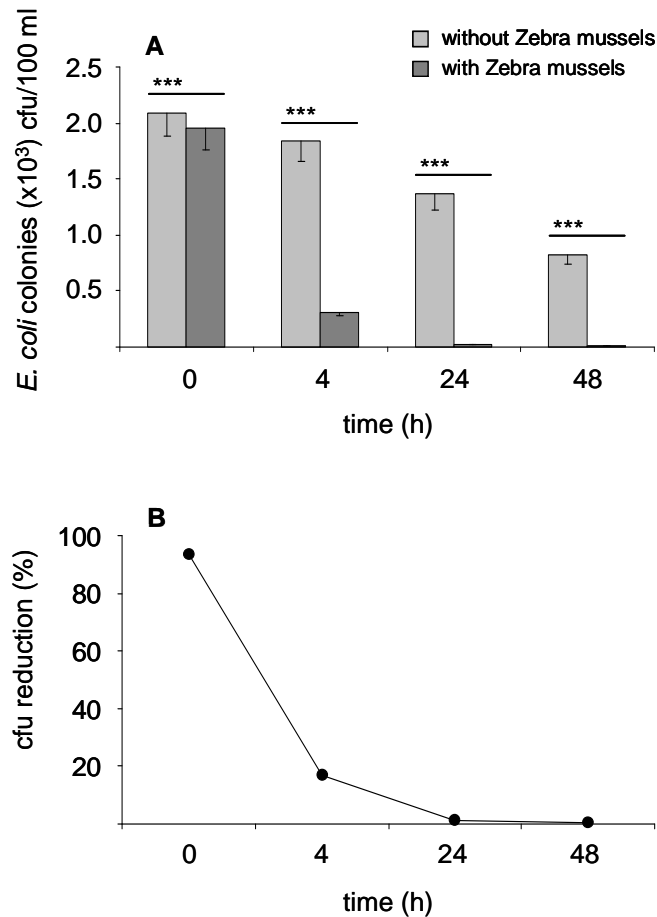 A
without Zebra mussels
with Zebra mussels
E. coli colonies (x10³) cfu/100 ml
2.5
2.0
1.5
1.0
0.5
***
***
***
***
0 4 24 48
time (h)
B
cfu reduction (%)
100
80
60
40
20
0 4 24 48
time (h)